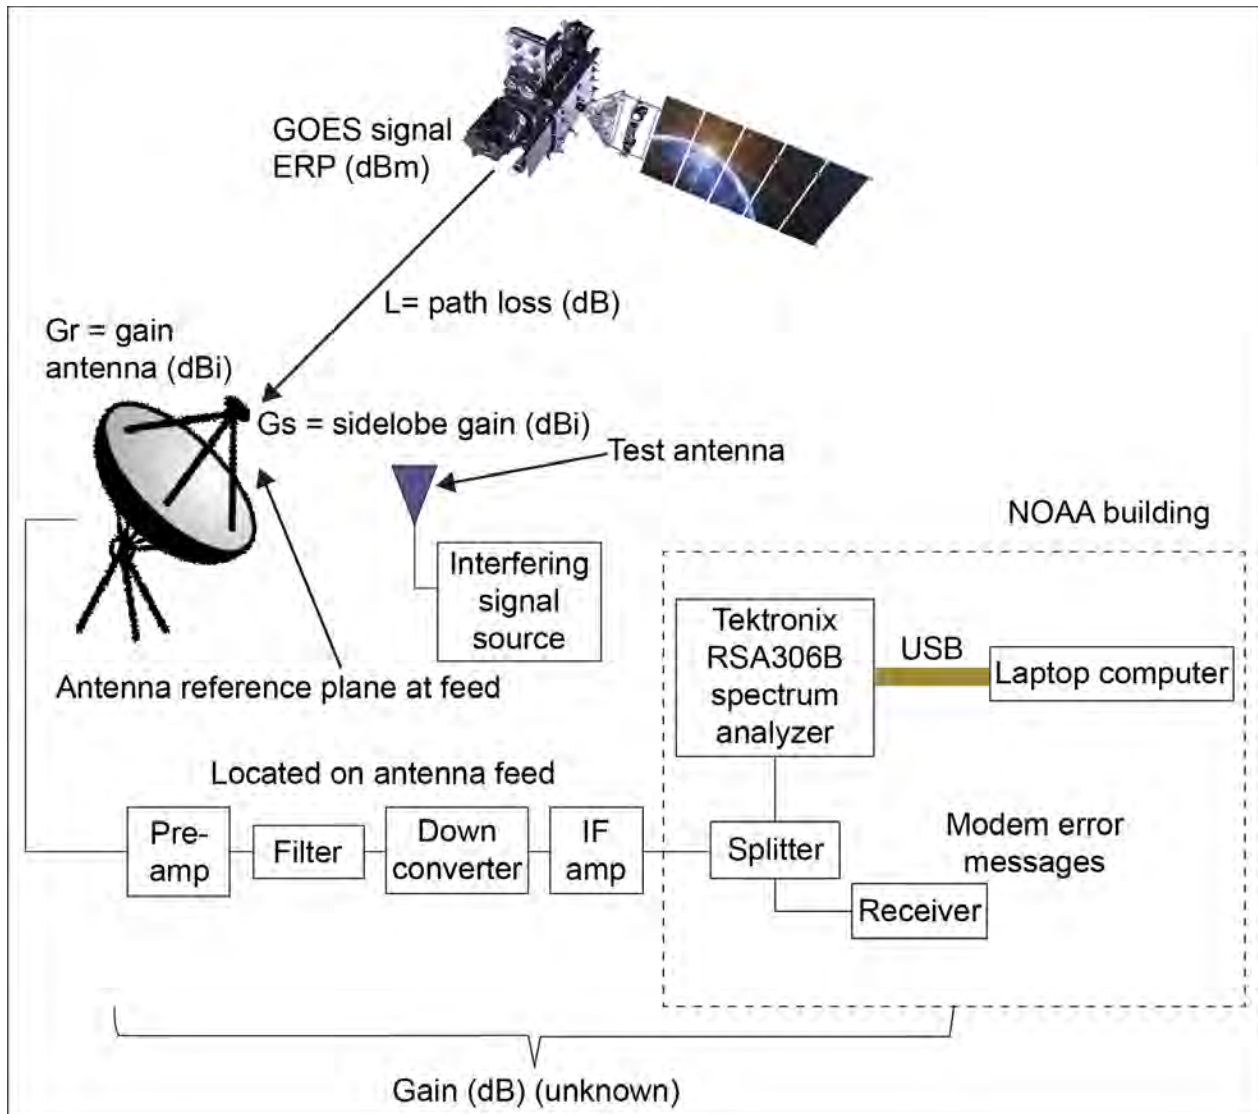 GOES signal
ERP (dBm)
L= path loss (dB)
Gr = gain
antenna (dBi)
Gs = sidelobe gain (dBi)
Test antenna
NOAA building
Interfering
signal
source
Tektronix
RSA306B
spectrum
analyzer
USB
Laptop computer
Antenna reference plane at feed
Located on antenna feed
Pre-
amp
Filter
Down
converter
IF
amp
Splitter
Modem error
messages
Receiver
Gain (dB) (unknown)